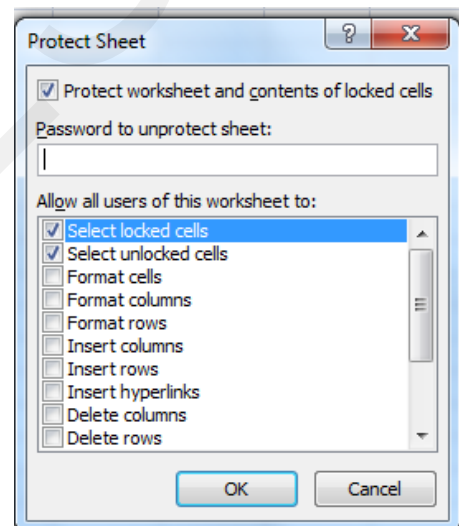 Protect Sheet
Protect worksheet and contents of locked cells
Password to unprotect sheet:
Allow all users of this worksheet to:
Select locked cells
Select unlocked cells
Format cells
Format columns
Format rows
Insert columns
Insert rows
Insert hyperlinks
Delete columns
Delete rows
OK Cancel